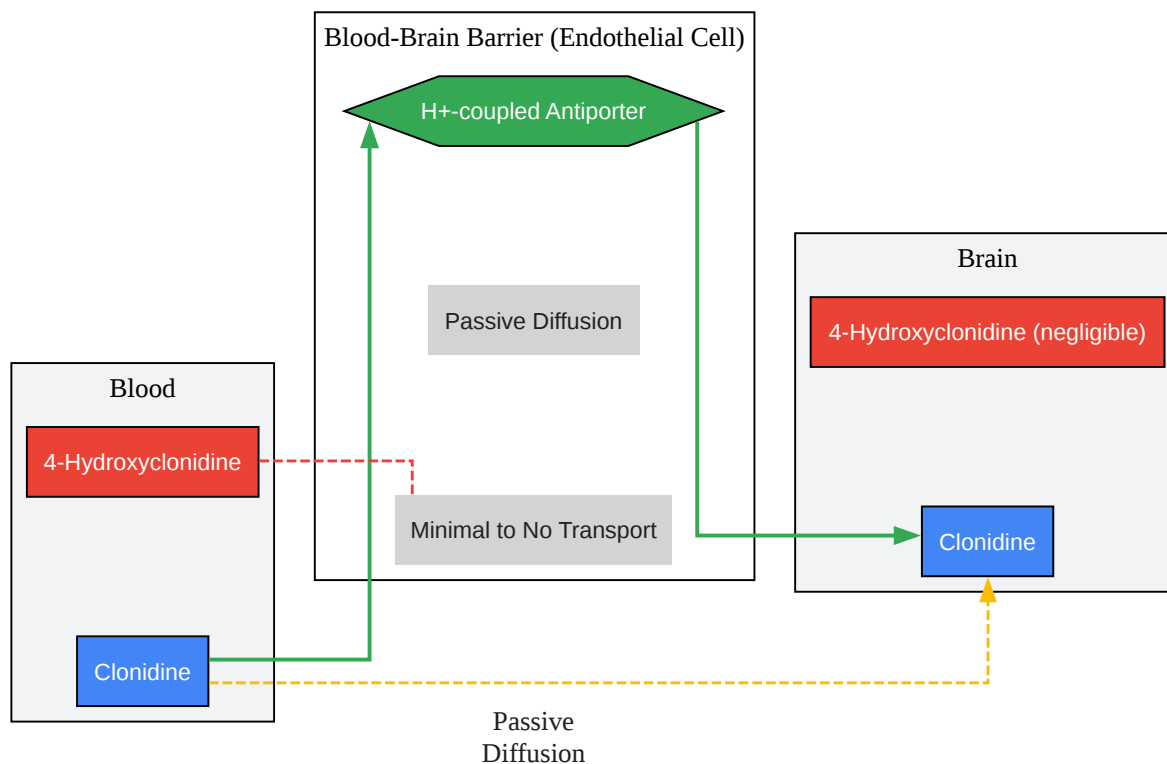 Blood-Brain Barrier (Endothelial Cell)
H+-coupled Antiporter
Passive Diffusion
Minimal to No Transport
Brain
4-Hydroxyclonidine (negligible)
Clonidine
Blood
4-Hydroxyclonidine
Clonidine
Passive
Diffusion